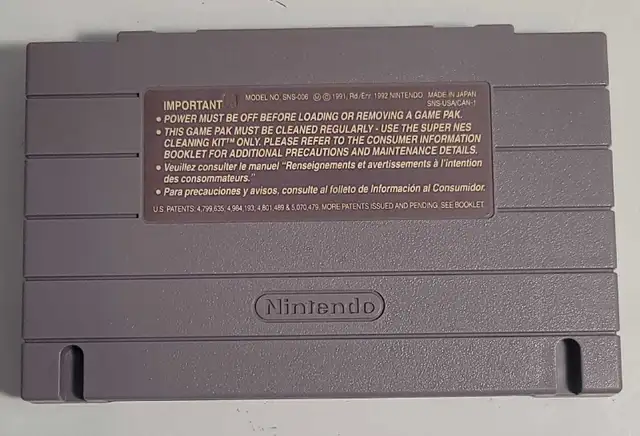 IMPORTANT MODEL NO. SNS-006 Ⓜ © 1991, Rd./Enr. 1992 NINTENDO MADE IN JAPAN
SNS-USA/CAN-1
• POWER MUST BE OFF BEFORE LOADING OR REMOVING A GAME PAK.
• THIS GAME PAK MUST BE CLEANED REGULARLY - USE THE SUPER NES
CLEANING KIT™ ONLY. PLEASE REFER TO THE CONSUMER INFORMATION
BOOKLET FOR ADDITIONAL PRECAUTIONS AND MAINTENANCE DETAILS.
• Veuillez consulter le manuel "Renseignements et avertissements à l'intention
des consommateurs."
• Para precauciones y avisos, consulte al folleto de Información al Consumidor.
U.S. PATENTS: 4,799,635; 4,984,193; 4,801,489 & 5,070,479. MORE PATENTS ISSUED AND PENDING, SEE BOOKLET.
Nintendo